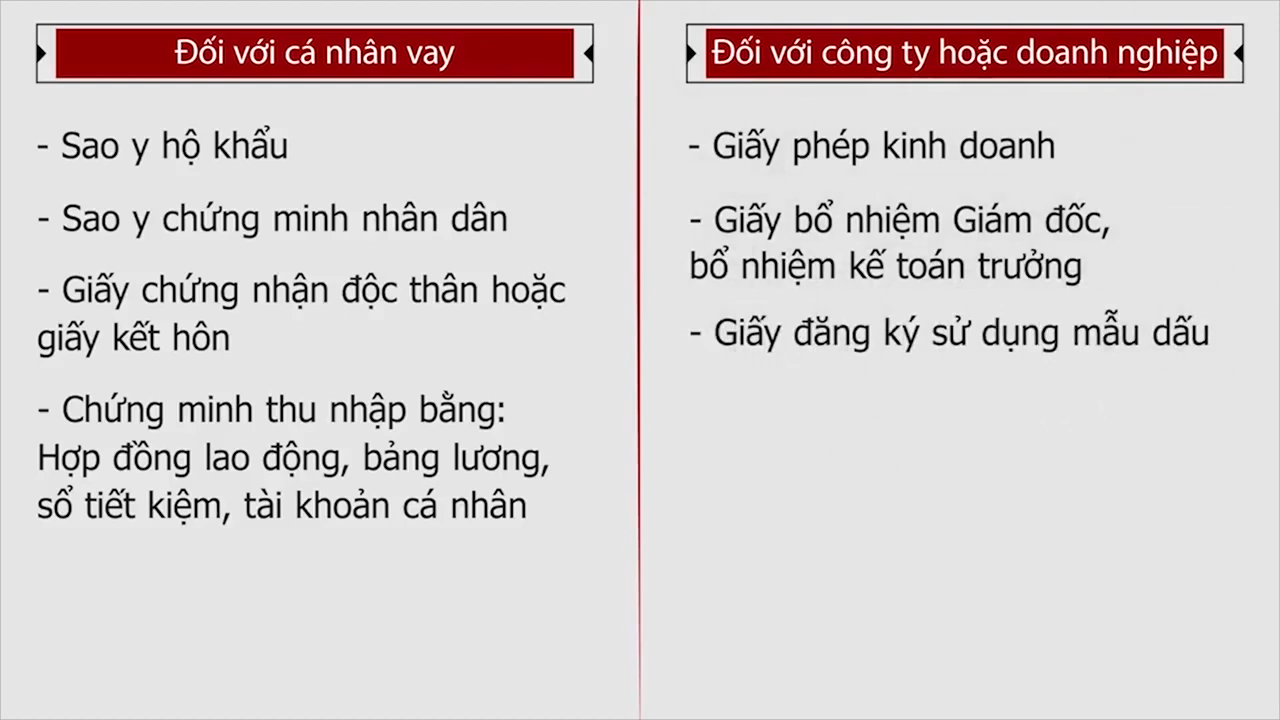 Đối với cá nhân vay
- Sao y hộ khẩu
- Sao y chứng minh nhân dân
- Giấy chứng nhận độc thân hoặc
giấy kết hôn
- Chứng minh thu nhập bằng:
Hợp đồng lao động, bảng lương,
sổ tiết kiệm, tài khoản cá nhân
Đối với công ty hoặc doanh nghiệp
- Giấy phép kinh doanh
- Giấy bổ nhiệm Giám đốc,
bổ nhiệm kế toán trưởng
- Giấy đăng ký sử dụng mẫu dấu